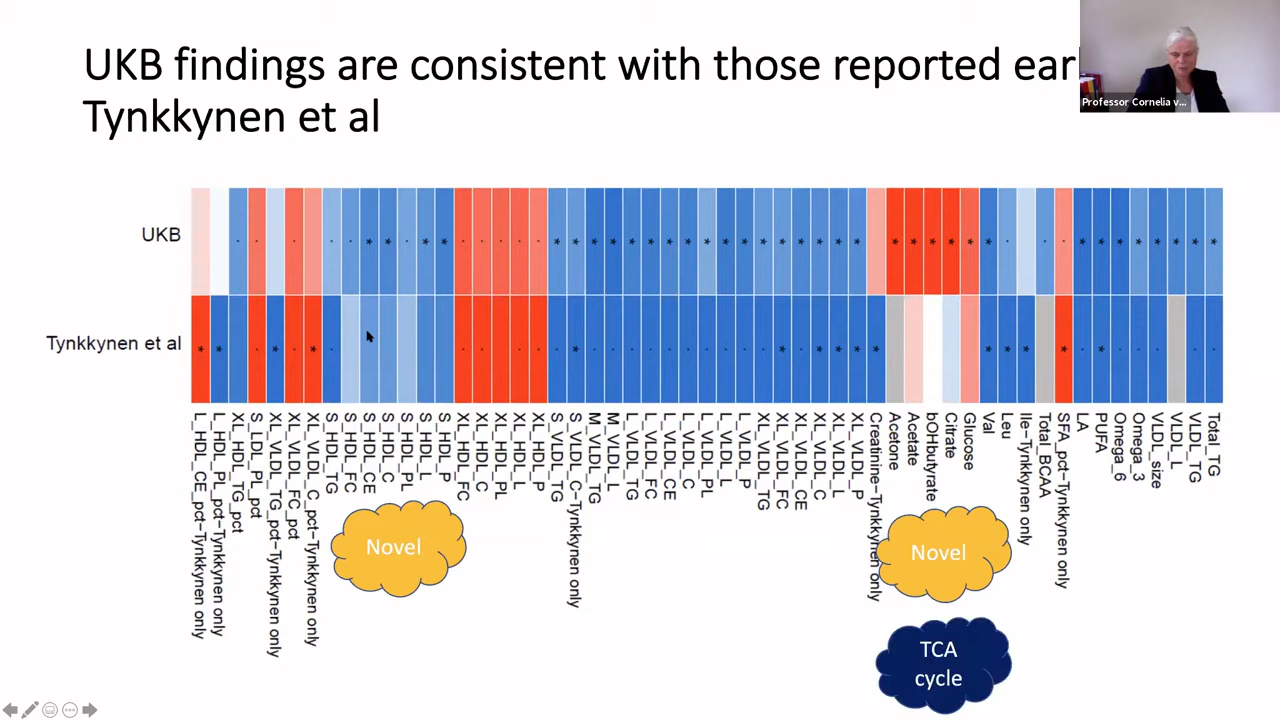 UKB findings are consistent with those reported ear
Tynkkynen et al
Professor Cornelia v...
UKB
Tynkkynen et al
L_HDL_CE_pct-Tynkkynen only
L_HDL_PL_pct-Tynkkynen only
XL_HDL_TG_pct
S_LDL_PL_pct
XL_VLDL_TG_pct-Tynkkynen only
XL_VLDL_FC_pct
XL_VLDL_C_pct-Tynkkynen only
S_HDL_TG
S_HDL_FC
S_HDL_CE
S_HDL_C
S_HDL_PL
S_HDL_L
S_HDL_P
XL_HDL_FC
XL_HDL_C
XL_HDL_PL
XL_HDL_L
XL_HDL_P
S_VLDL_TG
S_VLDL_C-Tynkkynen only
M_VLDL_TG
M_VLDL_L
L_VLDL_TG
L_VLDL_FC
L_VLDL_CE
L_VLDL_C
L_VLDL_PL
L_VLDL_L
L_VLDL_P
XL_VLDL_TG
XL_VLDL_FC
XL_VLDL_CE
XL_VLDL_C
XL_VLDL_L
XL_VLDL_P
Creatinine-Tynkkynen only
Acetone
Acetate
bOHbutyrate
Citrate
Glucose
Val
Leu
Ile-Tynkkynen only
Total_BCAA
SFA_pct-Tynkkynen only
LA
PUFA
Omega_6
Omega_3
VLDL_size
VLDL_L
VLDL_TG
Total_TG
Novel
Novel
TCA
cycle